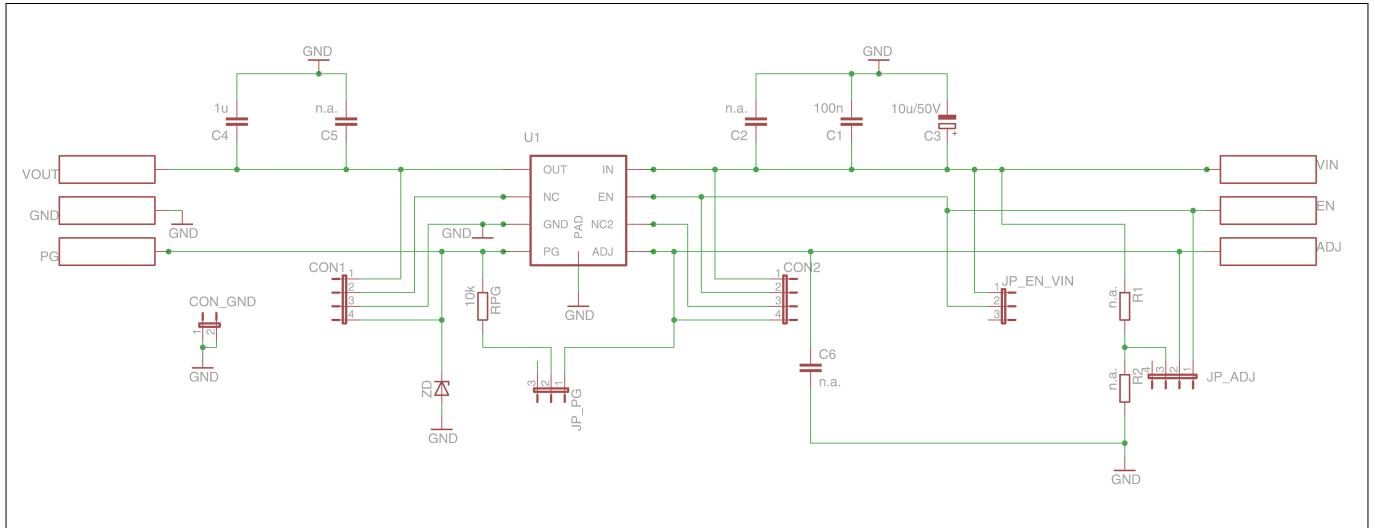 GND
GND
1u
n.a.
n.a.
100n
10u/50V
C4
C5
C2
C1
C3
+
U1
VOUT
OUT
IN
VIN
NC
EN
EN
GND
GND
GND
GND
NC2
PAD
PG
PG
ADJ
ADJ
CON1
1
2
3
4
CON2
1
2
3
4
JP_EN_VIN
1
2
3
10k
RPG
n.a.
R1
CON_GND
1
2
GND
GND
C6
n.a.
ZD
GND
3
2
1
JP_PG
n.a.
R2
4
3
2
1
JP_ADJ
GND